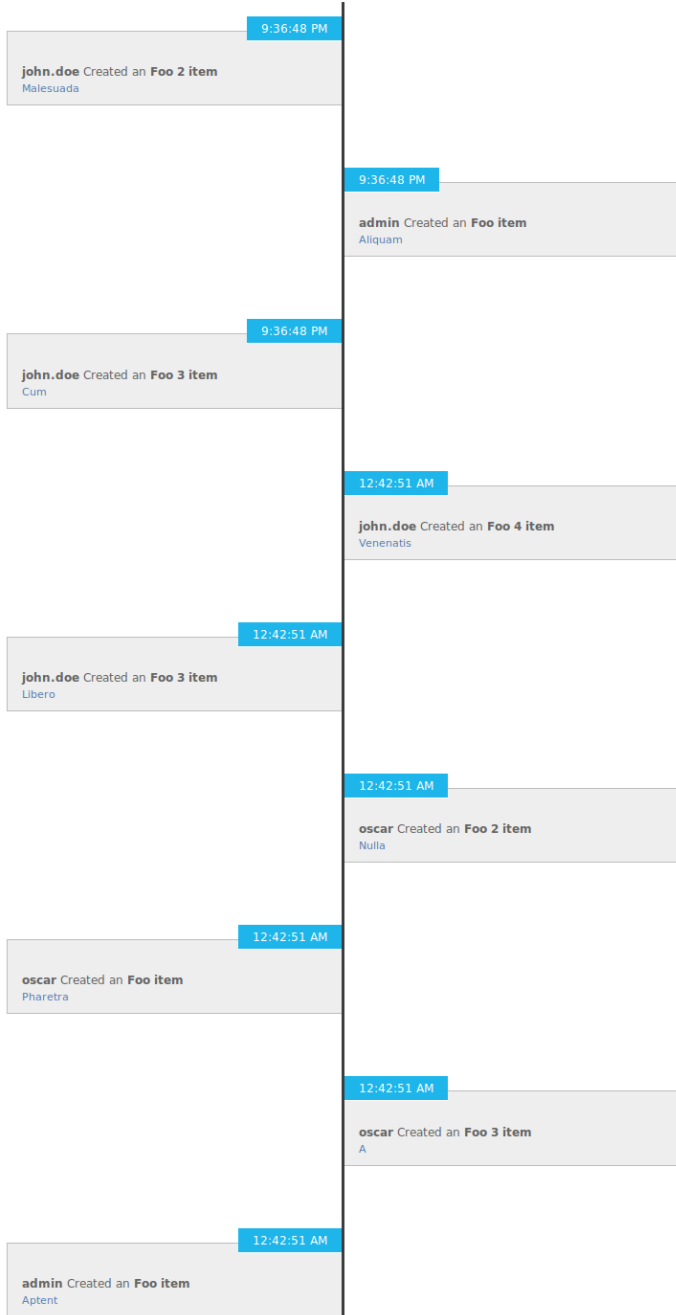 9:36:48 PM
john.doe Created an Foo 2 item
Malesuada
9:36:48 PM
admin Created an Foo item
Aliquam
9:36:48 PM
john.doe Created an Foo 3 item
Cum
12:42:51 AM
john.doe Created an Foo 4 item
Venenatis
12:42:51 AM
john.doe Created an Foo 3 item
Libero
12:42:51 AM
oscar Created an Foo 2 item
Nulla
12:42:51 AM
oscar Created an Foo item
Pharetra
12:42:51 AM
oscar Created an Foo 3 item
A
12:42:51 AM
admin Created an Foo item
Aptent